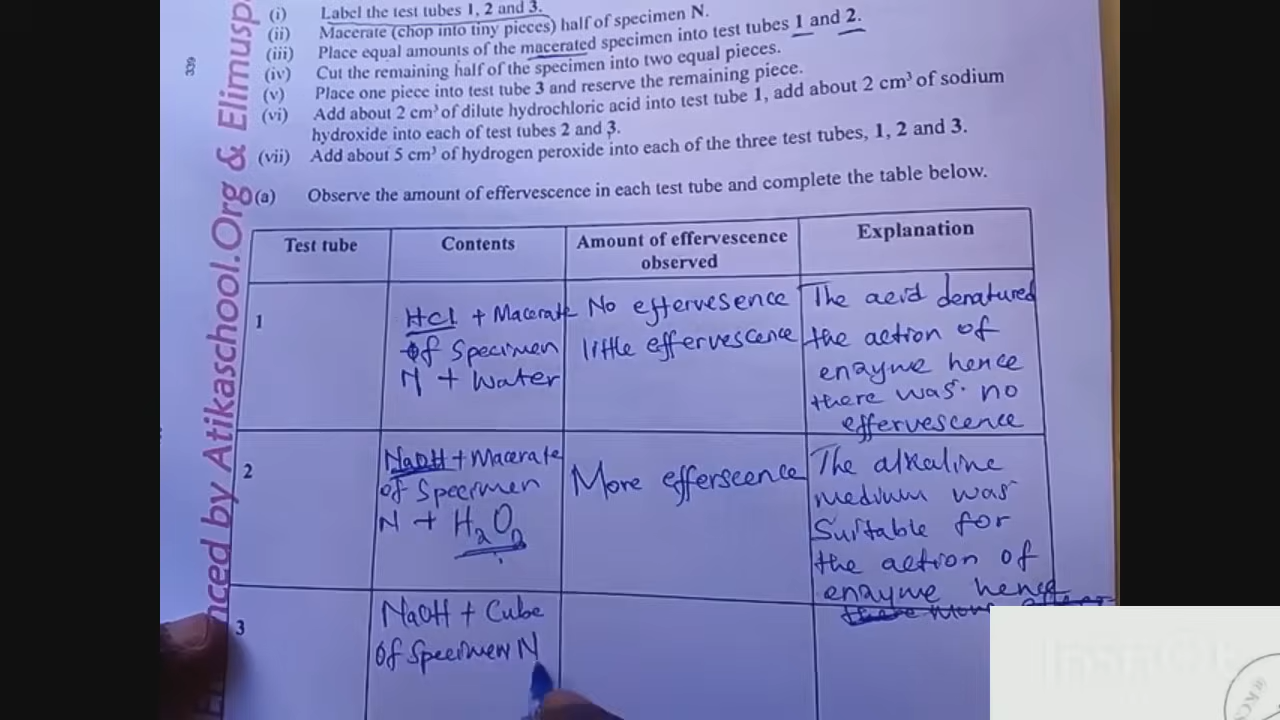 (i) Label the test tubes 1, 2 and 3.
(ii) Macerate (chop into tiny pieces) half of specimen N.
(iii) Place equal amounts of the macerated specimen into test tubes 1 and 2.
(iv) Cut the remaining half of the specimen into two equal pieces.
(v) Place one piece into test tube 3 and reserve the remaining piece.
(vi) Add about 2 cm³ of dilute hydrochloric acid into test tube 1, add about 2 cm³ of sodium
hydroxide into each of test tubes 2 and 3.
(vii) Add about 5 cm³ of hydrogen peroxide into each of the three test tubes, 1, 2 and 3.
(a) Observe the amount of effervescence in each test tube and complete the table below.
Test tube Contents Amount of effervescence Explanation
observed
1
HCl + Macerate
of Specimen
N + Water
No effervesence
little effervescence
The acid denatured
the action of
enzyme hence
there was no
effervescence
2
NaOH + Macerate
of Specimen
N + H₂O₂
More efferscence
The alkaline
medium was
Suitable for
the action of
enzyme hence
3
NaOH + Cube
of Specimen N
nced by Atikaschool.Org & Elimusp
339